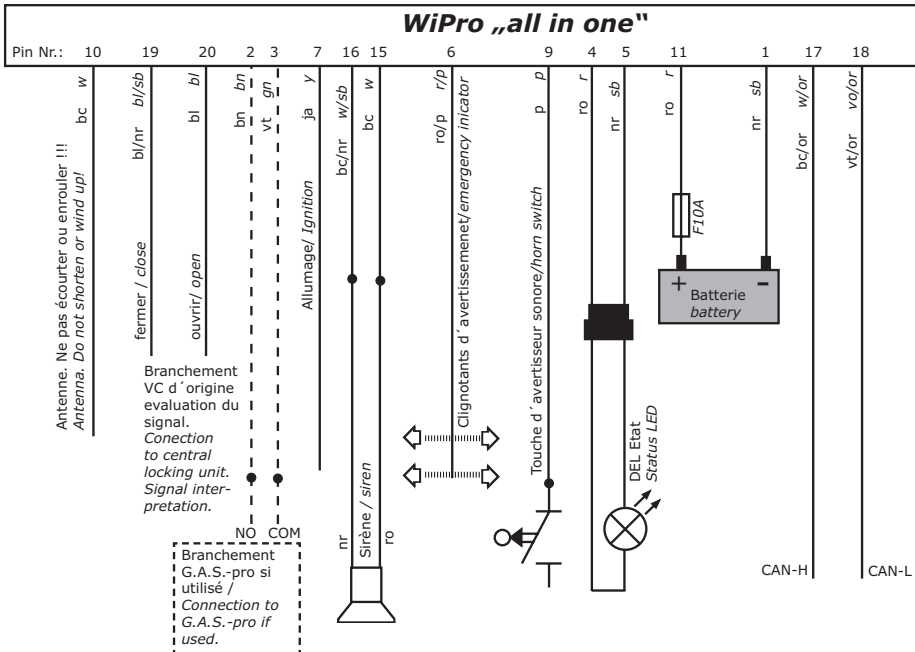 WiPro „all in one“
Pin Nr.: 10 19 20 2 3 7 16 15 6 9 4 5 11 1 17 18
bc w
bl/nr bl/sb
bl bl
bn bn
vt gn
ja y
bc/nr w/sb
bc w
ro/p r/p
p p
ro r
nr sb
ro r
nr sb
bc/or w/or
vt/or vo/or
Antenne. Ne pas écourter ou enrouler !!!
Antenna. Do not shorten or wind up!
fermer / close
ouvrir/ open
Allumage/ Ignition
Clignotants d´avertissemenet/emergency inicator
Touche d´avertisseur sonore/horn switch
F10A
+ -
Batterie
battery
Branchement
VC d´origine
evaluation du
signal.
Conection
to central
locking unit.
Signal inter-
pretation.
NO COM
Branchement
G.A.S.-pro si
utilisé /
Connection to
G.A.S.-pro if
used.
nr
Sirène / siren
ro
DEL Etat
Status LED
CAN-H
CAN-L